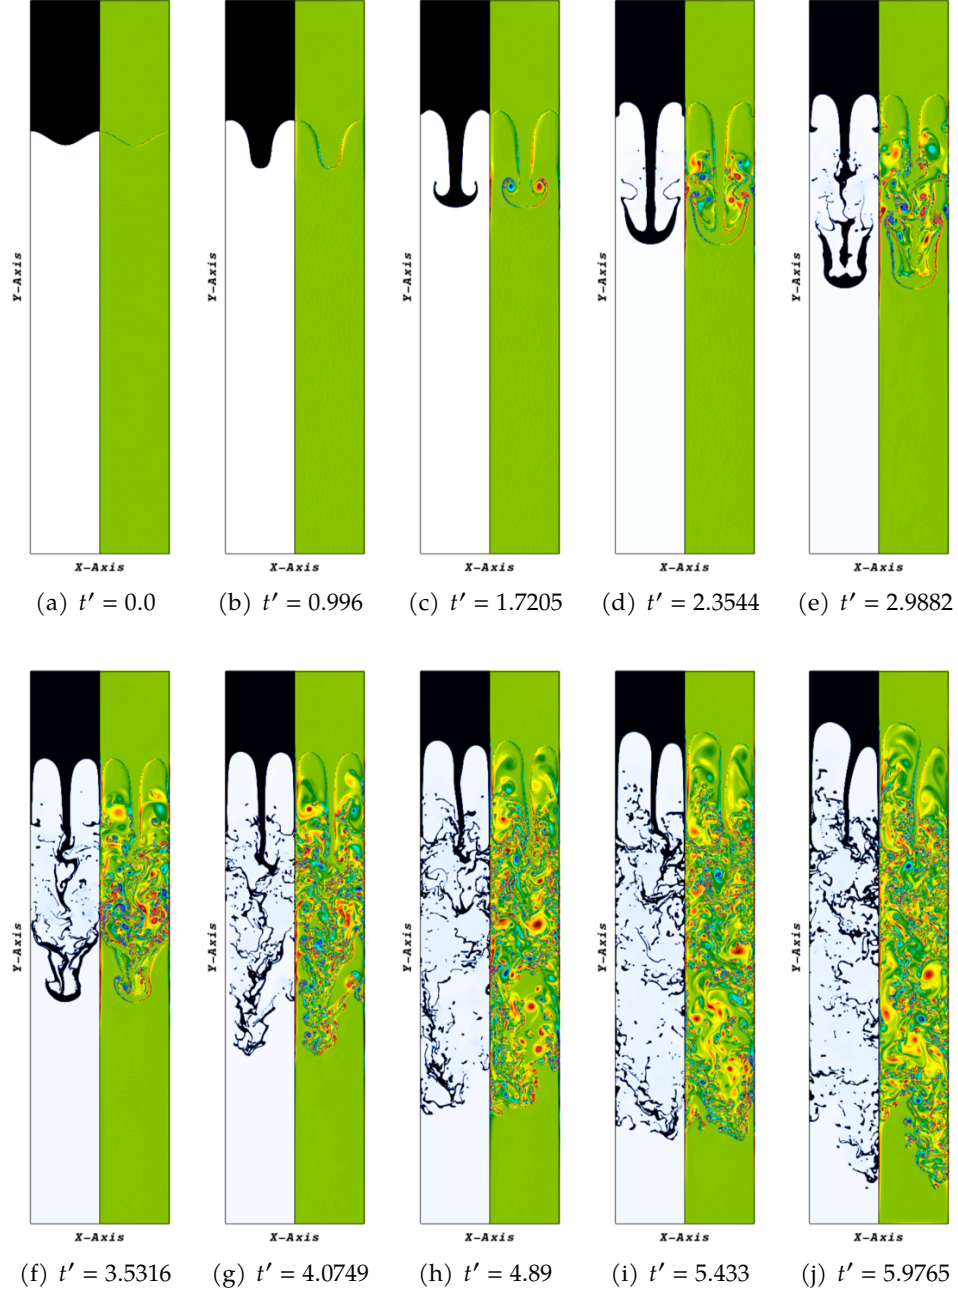 Y-Axis Y-Axis Y-Axis Y-Axis Y-Axis
X-Axis X-Axis X-Axis X-Axis X-Axis
(a) t′ = 0.0 (b) t′ = 0.996 (c) t′ = 1.7205 (d) t′ = 2.3544 (e) t′ = 2.9882
Y-Axis Y-Axis Y-Axis Y-Axis Y-Axis
X-Axis X-Axis X-Axis X-Axis X-Axis
(f) t′ = 3.5316 (g) t′ = 4.0749 (h) t′ = 4.89 (i) t′ = 5.433 (j) t′ = 5.9765